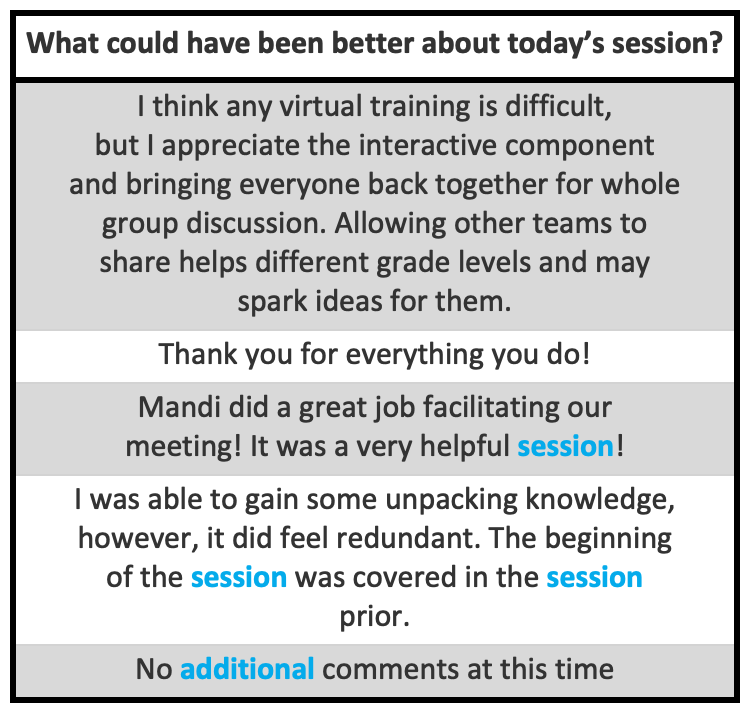 What could have been better about today’s session?
I think any virtual training is difficult,
but I appreciate the interactive component
and bringing everyone back together for whole
group discussion. Allowing other teams to
share helps different grade levels and may
spark ideas for them.
Thank you for everything you do!
Mandi did a great job facilitating our
meeting! It was a very helpful session!
I was able to gain some unpacking knowledge,
however, it did feel redundant. The beginning
of the session was covered in the session
prior.
No additional comments at this time